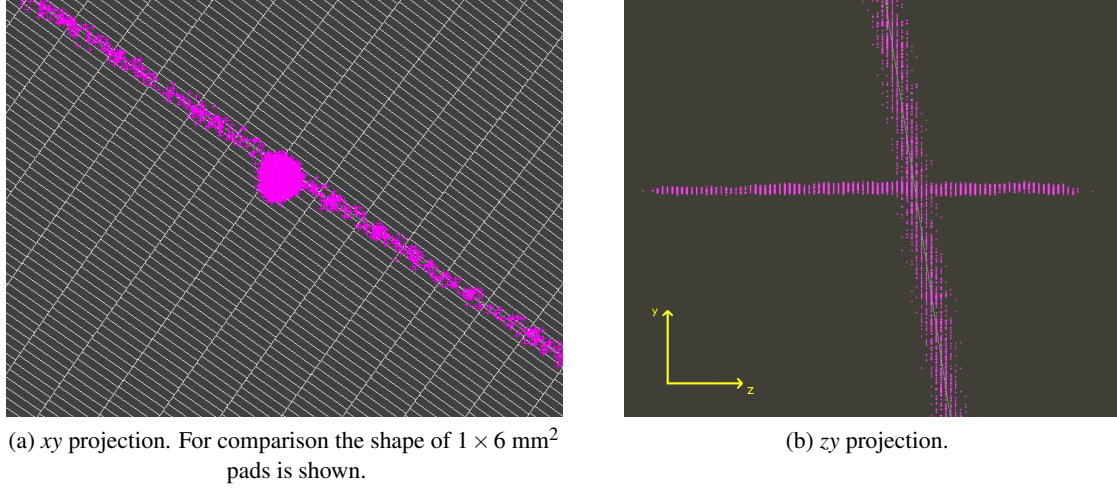 y
z
(a) xy projection. For comparison the shape of 1 × 6 mm²
pads is shown.
(b) zy projection.